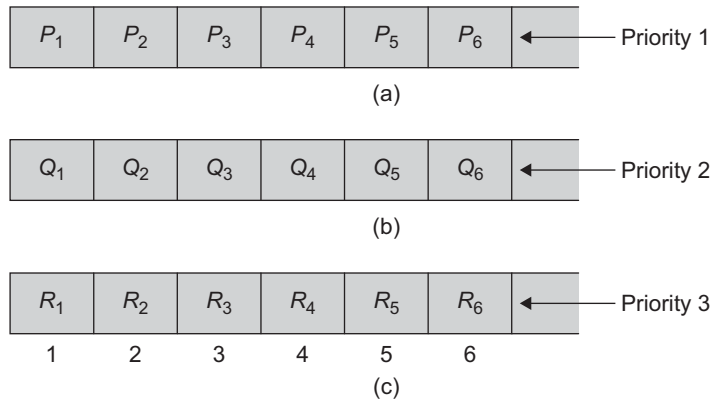 P₁ P₂ P₃ P₄ P₅ P₆ Priority 1
(a)
Q₁ Q₂ Q₃ Q₄ Q₅ Q₆ Priority 2
(b)
R₁ R₂ R₃ R₄ R₅ R₆ Priority 3
1 2 3 4 5 6
(c)